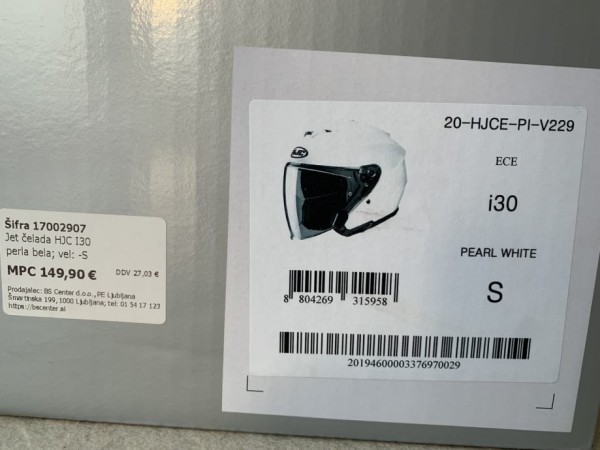 Šifra 17002907
Jet čelada HJC I30
perla bela; vel: -S
MPC 149,90 € DDV 27,03 €
Prodajalec: BS Center d.o.o., PE Ljubljana
Šmartinska 199, 1000 Ljubljana; tel: 01 54 17 123
https://bscenter.si
20-HJCE-PI-V229
ECE
i30
PEARL WHITE
S
8 804269 315958
20194600003376970029